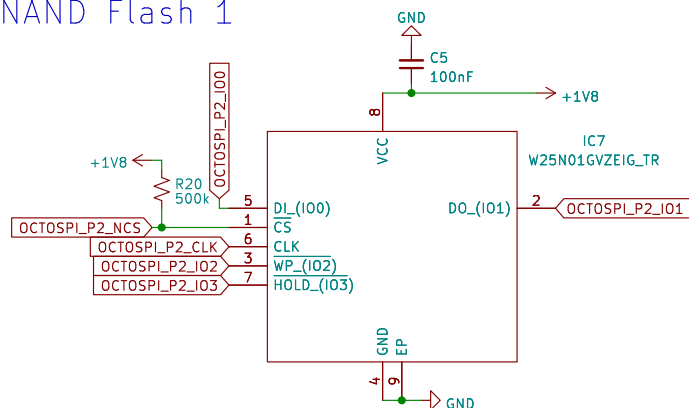 NAND Flash 1
GND
C5
100nF
+1V8
8
VCC
IC7
W25N01GVZEIG_TR
OCTOSPI_P2_IO0
+1V8
R20
500k
5
DI_(IO0)
DO_(IO1)
2
OCTOSPI_P2_IO1
OCTOSPI_P2_NCS
1
CS
OCTOSPI_P2_CLK
6
CLK
OCTOSPI_P2_IO2
3
WP_(IO2)
OCTOSPI_P2_IO3
7
HOLD_(IO3)
GND
EP
4
9
GND